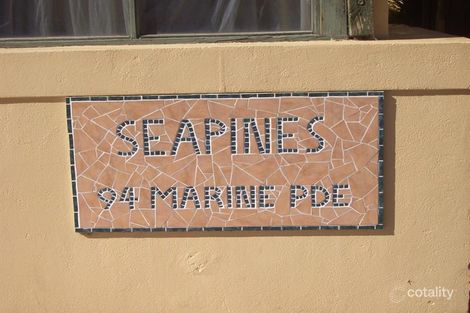 SEAPINES
94 MARINE PDE
cotality